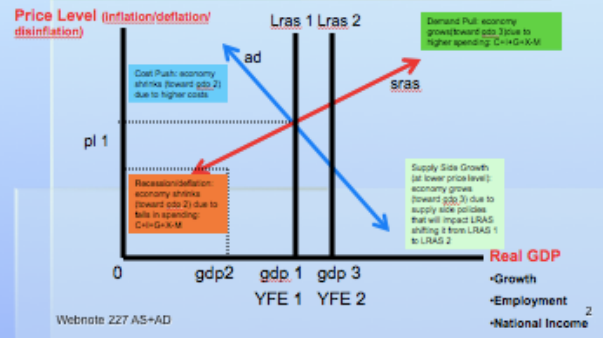 Price Level (Inflation/deflation/
disinflation)
Lras 1 Lras 2
Demand Pull: economy
grows(toward gdp 3)due to
higher spending: C+I+G+X-M
ad
Cost Push: economy
shrinks (toward gdp 2)
due to higher costs
sras
pl 1
Recession/deflation:
economy shrinks
(toward gdp 2) due to
falls in spending:
C+I+G+X-M
Supply Side Growth
(at lower price level):
economy grows
(toward gdp 3) due to
supply side policies
that will impact LRAS
shifting it from LRAS 1
to LRAS 2
Real GDP
0
gdp2
gdp 1
gdp 3
•Growth
YFE 1
YFE 2
•Employment
2
Webnote 227 AS+AD
•National Income